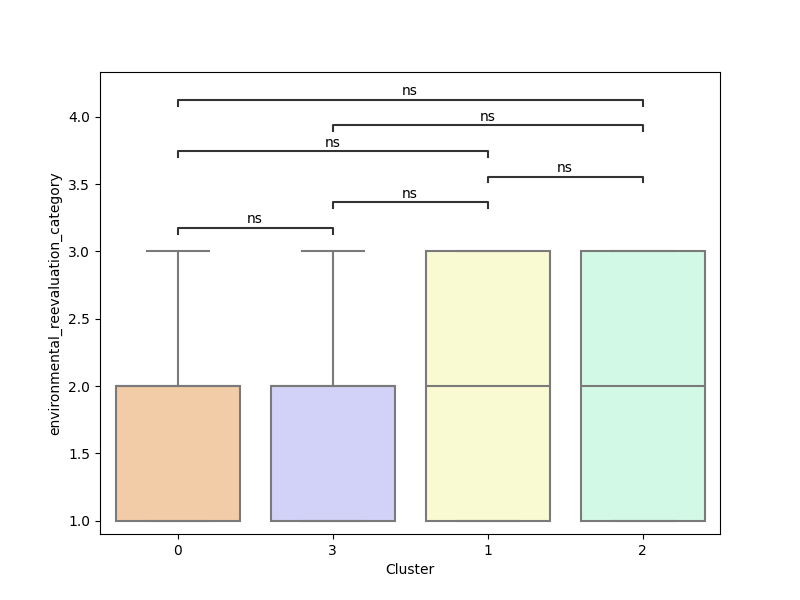 ns
4.0
ns
ns
3.5
ns
ns
ns
3.0
2.5
2.0
1.5
1.0
environmental_reevaluation_category
0 3 1 2
Cluster